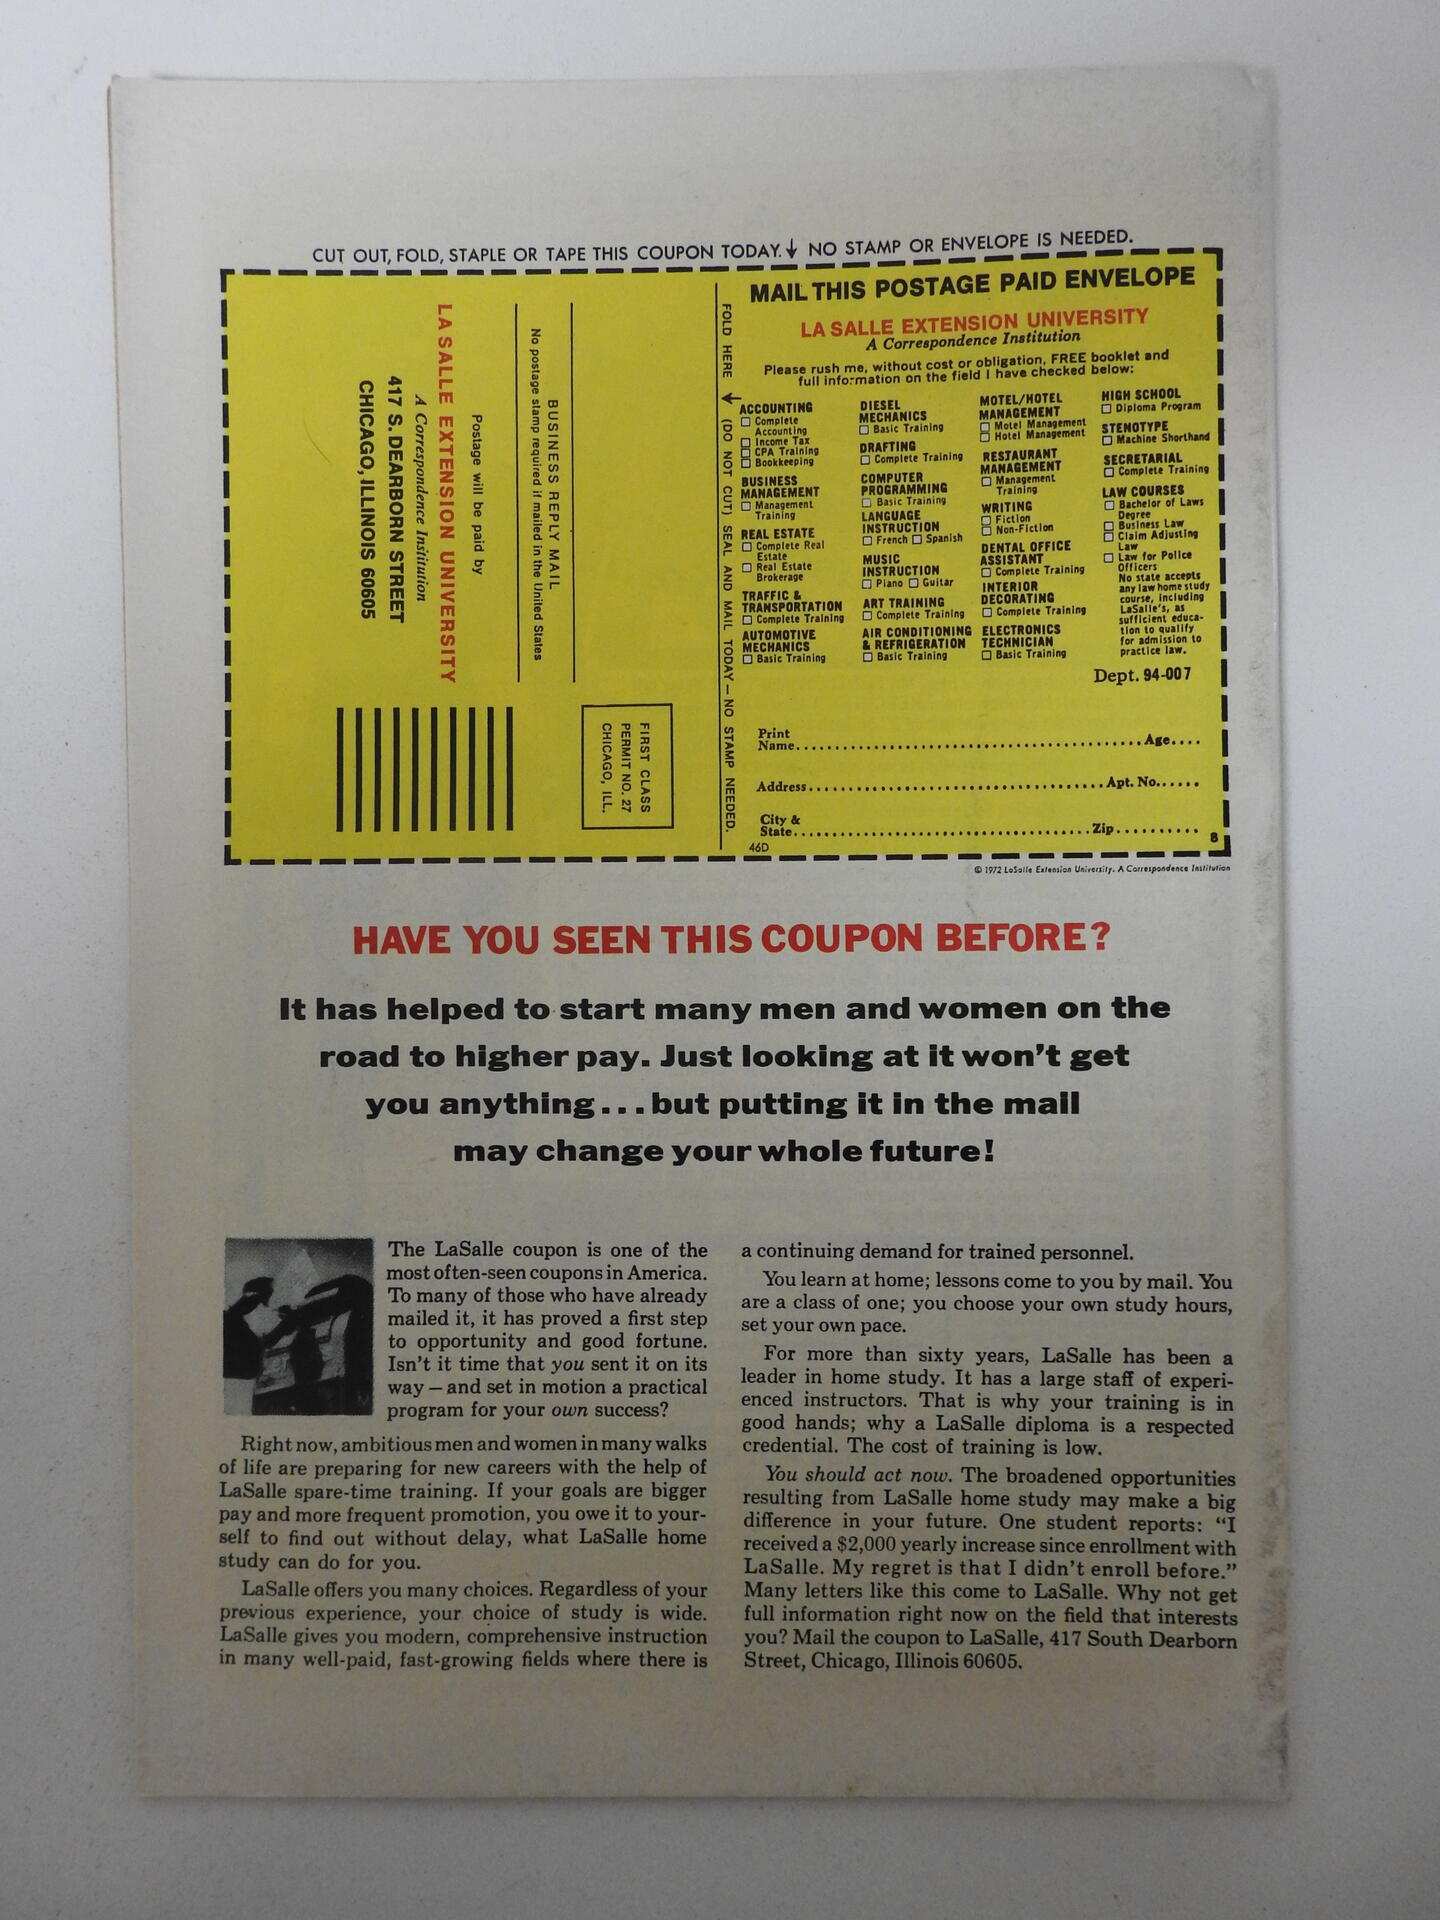 CUT OUT, FOLD, STAPLE OR TAPE THIS COUPON TODAY. ↓ NO STAMP OR ENVELOPE IS NEEDED.
LA SALLE EXTENSION UNIVERSITY
A Correspondence Institution
417 S. DEARBORN STREET
CHICAGO, ILLINOIS 60605
Postage will be paid by
BUSINESS REPLY MAIL
No postage stamp required if mailed in the United States
FIRST CLASS
PERMIT NO. 27
CHICAGO, ILL.
FOLD HERE ← (DO NOT CUT) SEAL AND MAIL TODAY — NO STAMP NEEDED.
MAIL THIS POSTAGE PAID ENVELOPE
LA SALLE EXTENSION UNIVERSITY
A Correspondence Institution
Please rush me, without cost or obligation, FREE booklet and
full information on the field I have checked below:
ACCOUNTING
☐ Complete
Accounting
☐ Income Tax
☐ CPA Training
☐ Bookkeeping
BUSINESS
MANAGEMENT
☐ Management
Training
REAL ESTATE
☐ Complete Real
Estate
☐ Real Estate
Brokerage
TRAFFIC &
TRANSPORTATION
☐ Complete Training
AUTOMOTIVE
MECHANICS
☐ Basic Training
DIESEL
MECHANICS
☐ Basic Training
DRAFTING
☐ Complete Training
COMPUTER
PROGRAMMING
☐ Basic Training
LANGUAGE
INSTRUCTION
☐ French ☐ Spanish
MUSIC
INSTRUCTION
☐ Piano ☐ Guitar
ART TRAINING
☐ Complete Training
AIR CONDITIONING
& REFRIGERATION
☐ Basic Training
MOTEL/HOTEL
MANAGEMENT
☐ Motel Management
☐ Hotel Management
RESTAURANT
MANAGEMENT
☐ Management
Training
WRITING
☐ Fiction
☐ Non-Fiction
DENTAL OFFICE
ASSISTANT
☐ Complete Training
INTERIOR
DECORATING
☐ Complete Training
ELECTRONICS
TECHNICIAN
☐ Basic Training
HIGH SCHOOL
☐ Diploma Program
STENOTYPE
☐ Machine Shorthand
SECRETARIAL
☐ Complete Training
LAW COURSES
☐ Bachelor of Laws
Degree
☐ Business Law
☐ Claim Adjusting
Law
☐ Law for Police
Officers
No state accepts
any law home study
course, including
LaSalle's, as
sufficient educa-
tion to qualify
for admission to
practice law.
Dept. 94-007
Print
Name.......................................... Age....
Address.................................... Apt. No......
City &
State.................................... Zip..........
46D
8
© 1972 LaSalle Extension University. A Correspondence Institution
HAVE YOU SEEN THIS COUPON BEFORE?
It has helped to start many men and women on the
road to higher pay. Just looking at it won't get
you anything...but putting it in the mail
may change your whole future!
The LaSalle coupon is one of the
most often-seen coupons in America.
To many of those who have already
mailed it, it has proved a first step
to opportunity and good fortune.
Isn't it time that you sent it on its
way — and set in motion a practical
program for your own success?
Right now, ambitious men and women in many walks
of life are preparing for new careers with the help of
LaSalle spare-time training. If your goals are bigger
pay and more frequent promotion, you owe it to your-
self to find out without delay, what LaSalle home
study can do for you.
LaSalle offers you many choices. Regardless of your
previous experience, your choice of study is wide.
LaSalle gives you modern, comprehensive instruction
in many well-paid, fast-growing fields where there is
a continuing demand for trained personnel.
You learn at home; lessons come to you by mail. You
are a class of one; you choose your own study hours,
set your own pace.
For more than sixty years, LaSalle has been a
leader in home study. It has a large staff of experi-
enced instructors. That is why your training is in
good hands; why a LaSalle diploma is a respected
credential. The cost of training is low.
You should act now. The broadened opportunities
resulting from LaSalle home study may make a big
difference in your future. One student reports: "I
received a $2,000 yearly increase since enrollment with
LaSalle. My regret is that I didn't enroll before."
Many letters like this come to LaSalle. Why not get
full information right now on the field that interests
you? Mail the coupon to LaSalle, 417 South Dearborn
Street, Chicago, Illinois 60605.